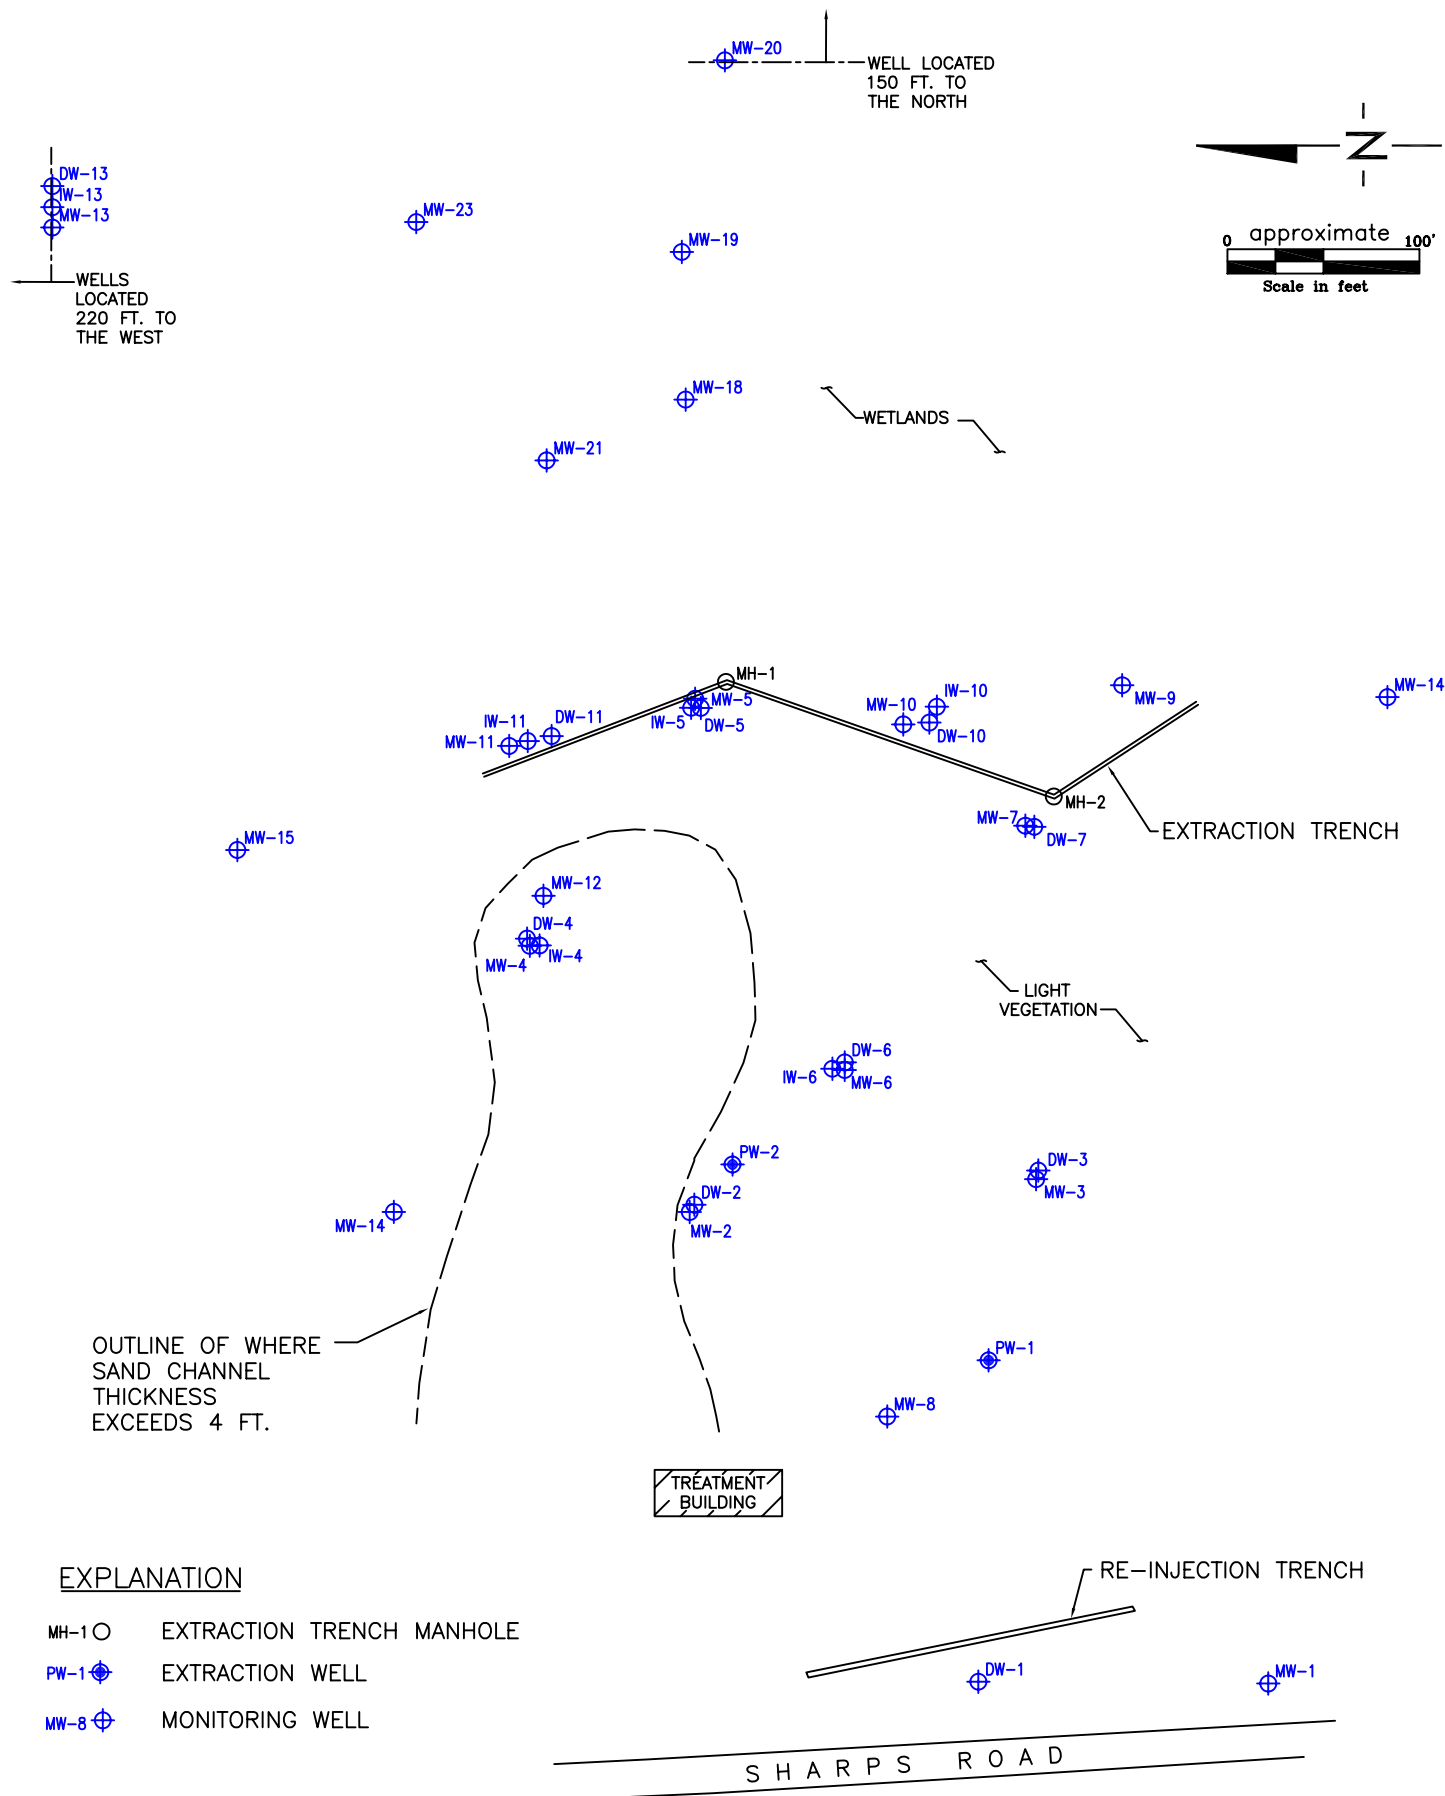 MW-20
WELL LOCATED
150 FT. TO
THE NORTH
N
DW-13
IW-13
MW-13
WELLS
LOCATED
220 FT. TO
THE WEST
MW-23
MW-19
0 approximate 100'
Scale in feet
MW-18
WETLANDS
MW-21
MH-1
MW-5
IW-5
DW-5
IW-11
DW-11
MW-11
IW-10
MW-10
DW-10
MW-9
MW-14
MH-2
MW-7
DW-7
EXTRACTION TRENCH
MW-15
MW-12
DW-4
IW-4
MW-4
LIGHT
VEGETATION
DW-6
IW-6
MW-6
PW-2
DW-3
MW-3
DW-2
MW-2
MW-14
OUTLINE OF WHERE
SAND CHANNEL
THICKNESS
EXCEEDS 4 FT.
PW-1
MW-8
TREATMENT
BUILDING
EXPLANATION
MH-1 EXTRACTION TRENCH MANHOLE
PW-1 EXTRACTION WELL
MW-8 MONITORING WELL
RE-INJECTION TRENCH
DW-1
MW-1
SHARPS ROAD